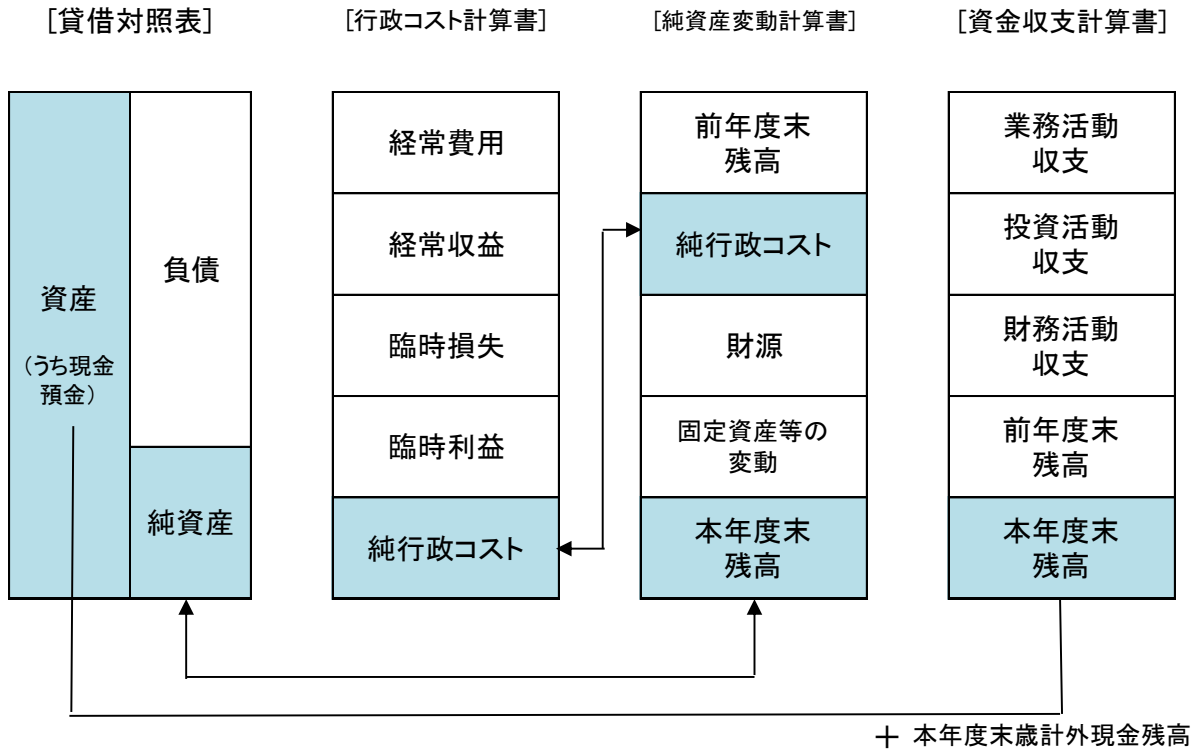 [貸借対照表]
[行政コスト計算書]
[純資産変動計算書]
[資金収支計算書]
資産
(うち現金
預金)
負債
純資産
経常費用
経常収益
臨時損失
臨時利益
純行政コスト
前年度末
残高
純行政コスト
財源
固定資産等の
変動
本年度末
残高
業務活動
収支
投資活動
収支
財務活動
収支
前年度末
残高
本年度末
残高
＋ 本年度末歳計外現金残高